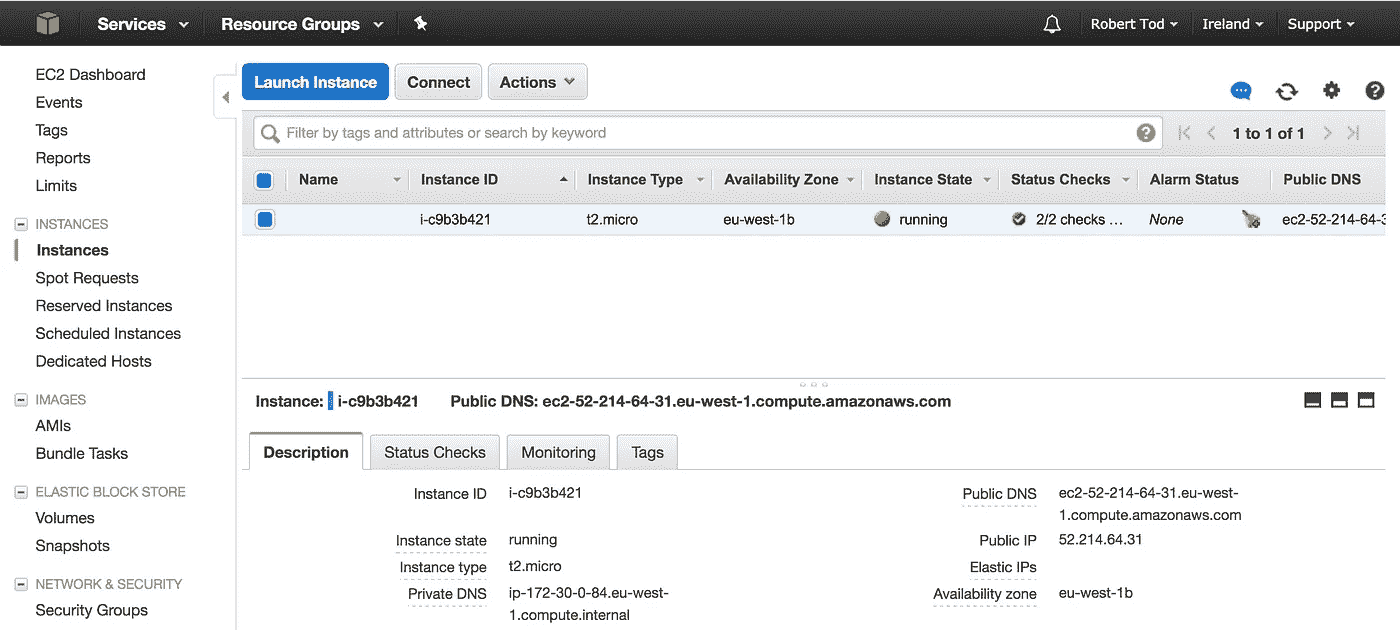 Services Resource Groups Robert Tod Ireland Support
EC2 Dashboard
Events
Tags
Reports
Limits
INSTANCES
Instances
Spot Requests
Reserved Instances
Scheduled Instances
Dedicated Hosts
IMAGES
AMIs
Bundle Tasks
ELASTIC BLOCK STORE
Volumes
Snapshots
NETWORK & SECURITY
Security Groups
Launch Instance Connect Actions
Filter by tags and attributes or search by keyword
1 to 1 of 1
Name Instance ID Instance Type Availability Zone Instance State Status Checks Alarm Status Public DNS
i-c9b3b421 t2.micro eu-west-1b running 2/2 checks ... None ec2-52-214-64-3
Instance: i-c9b3b421 Public DNS: ec2-52-214-64-31.eu-west-1.compute.amazonaws.com
Description Status Checks Monitoring Tags
Instance ID i-c9b3b421
Instance state running
Instance type t2.micro
Private DNS ip-172-30-0-84.eu-west-
1.compute.internal
Public DNS ec2-52-214-64-31.eu-west-
1.compute.amazonaws.com
Public IP 52.214.64.31
Elastic IPs
Availability zone eu-west-1b